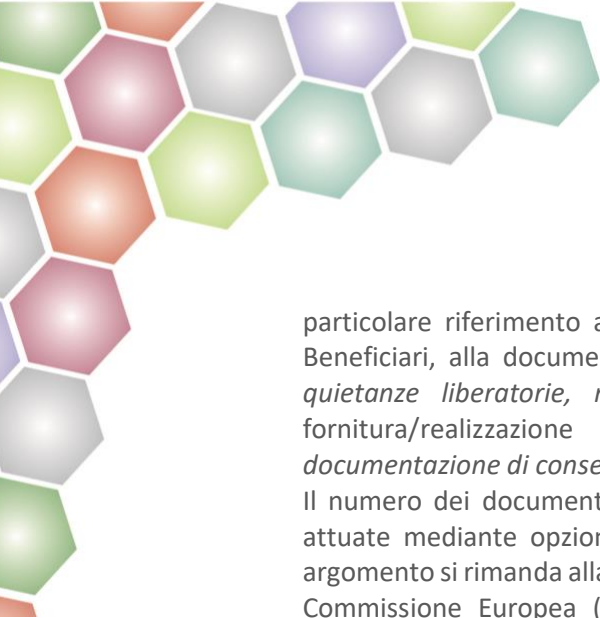 particolare riferimento a
Beneficiari, alla docume
quietanze liberatorie,
fornitura/realizzazione
documentazione di conse
Il numero dei document
attuate mediante opzion
argomento si rimanda alla
Commissione Europea (